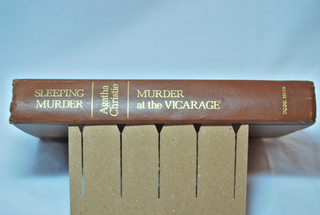 SLEEPING
MURDER
Agatha
Christie
MURDER
at the VICARAGE